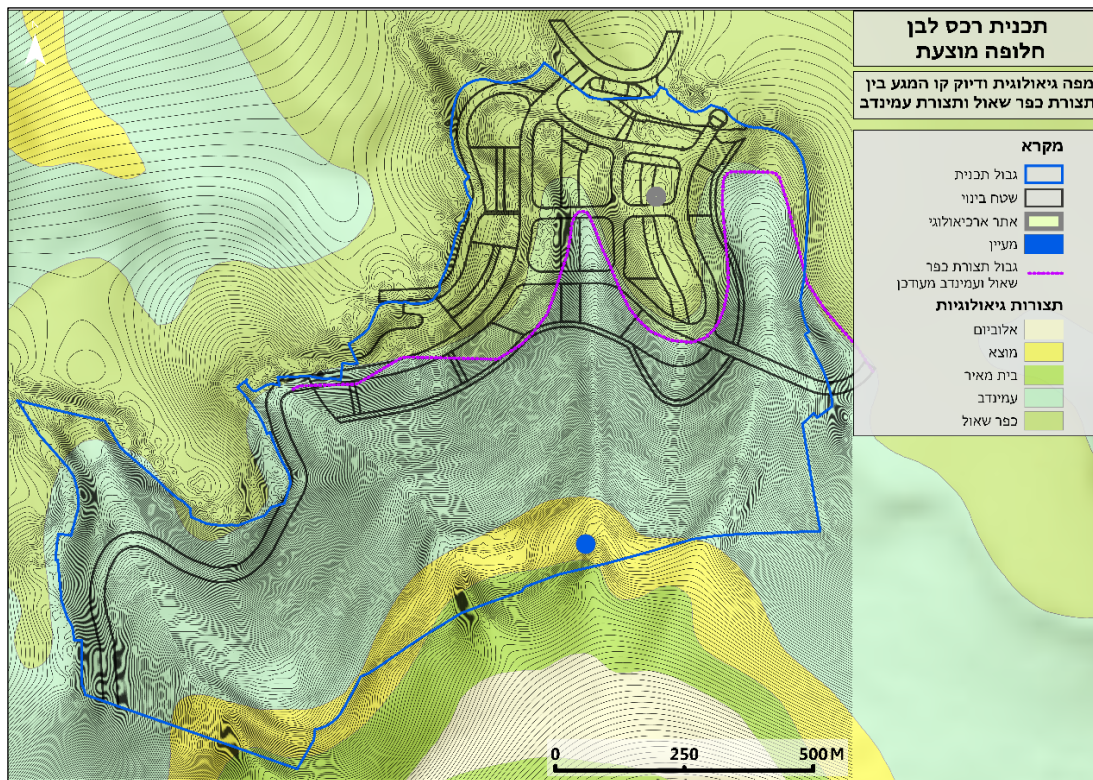 תכנית רכס לבן
חלופה מוצעת
מפה גיאולוגית ודיוק קו המגע בין
תצורת כפר שאול ותצורת עמינדב
מקרא
גבול תכנית
שטח בינוי
אתר ארכיאולוגי
מעיין
גבול תצורת כפר
שאול ועמינדב מעודכן
תצורות גיאולוגיות
אלוביום
מוצא
בית מאיר
עמינדב
כפר שאול
0 250 500 M